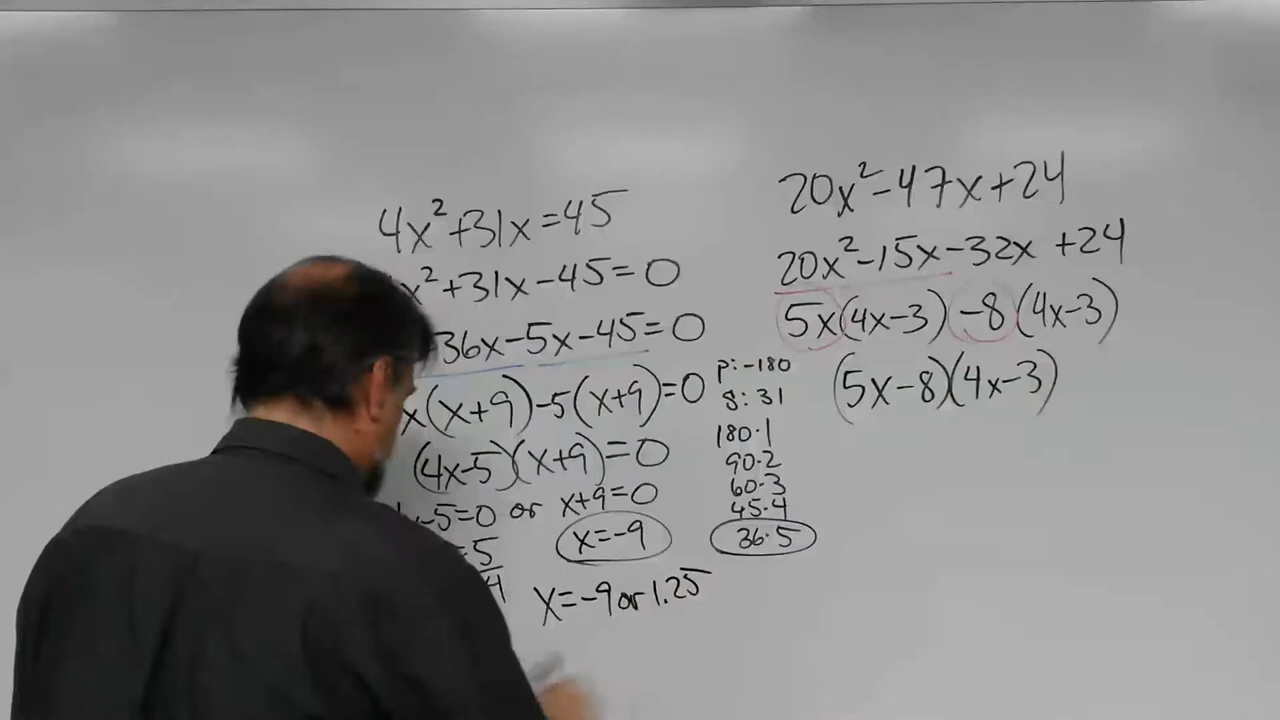 4x²+31x=45
x²+31x-45=0
36x-5x-45=0
x(x+9)-5(x+9)=0
(4x-5)(x+9)=0
-5=0 or x+9=0
=5
4
x=-9
x=-9 or 1.25
p:-180
8:31
180·1
90·2
60·3
45·4
36·5
20x²-47x+24
20x²-15x-32x +24
5x(4x-3) -8(4x-3)
(5x-8)(4x-3)